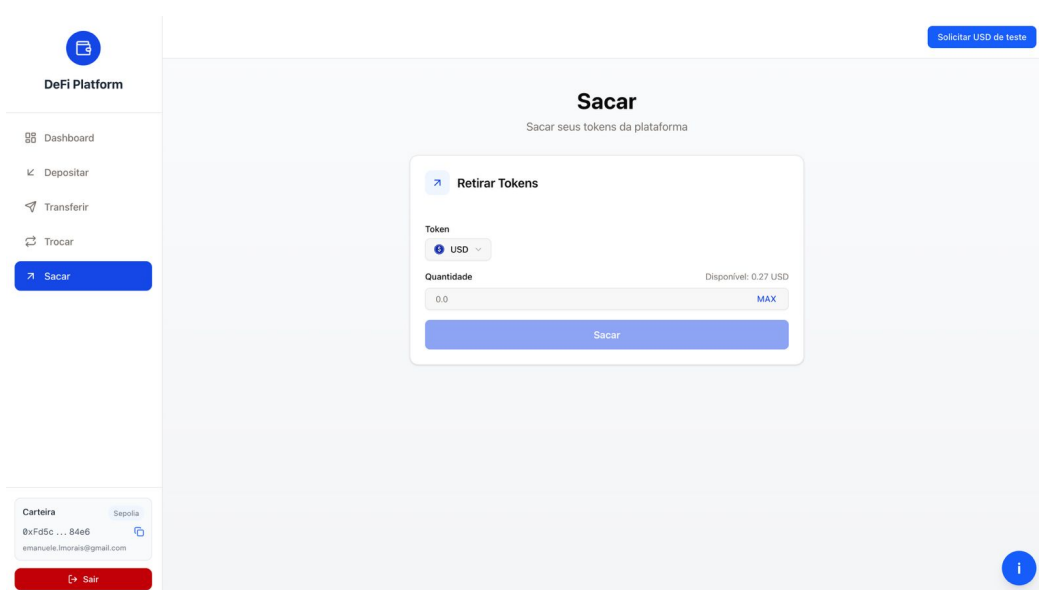 Solicitar USD de teste
DeFi Platform
Dashboard
Depositar
Transferir
Trocar
Sacar
Sacar
Sacar seus tokens da plataforma
Retirar Tokens
Token
USD
Quantidade Disponível: 0.27 USD
0.0 MAX
Sacar
Carteira Sepolia
0xFd5c ... 84e6
emanuele.lmorais@gmail.com
Sair
i